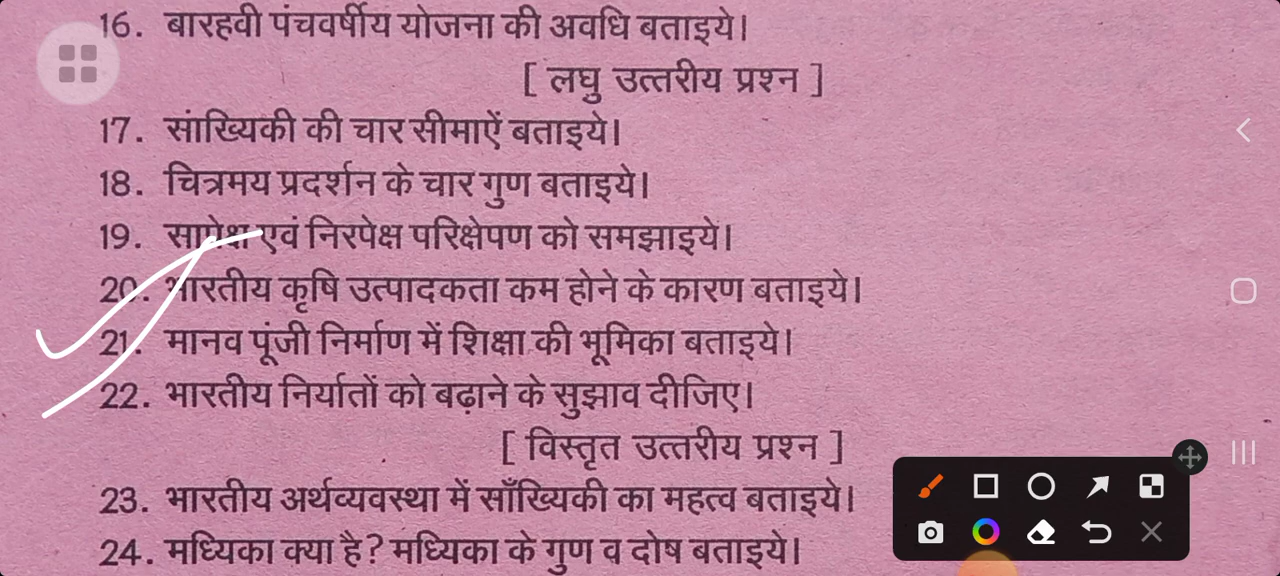 16. बारहवी पंचवर्षीय योजना की अवधि बताइये।
[ लघु उत्तरीय प्रश्न ]
17. सांख्यिकी की चार सीमाऐं बताइये।
18. चित्रमय प्रदर्शन के चार गुण बताइये।
19. सापेक्ष एवं निरपेक्ष परिक्षेपण को समझाइये।
20. भारतीय कृषि उत्पादकता कम होने के कारण बताइये।
21. मानव पूंजी निर्माण में शिक्षा की भूमिका बताइये।
22. भारतीय निर्यातों को बढ़ाने के सुझाव दीजिए।
[ विस्तृत उत्तरीय प्रश्न ]
23. भारतीय अर्थव्यवस्था में साँख्यिकी का महत्व बताइये।
24. मध्यिका क्या है? मध्यिका के गुण व दोष बताइये।